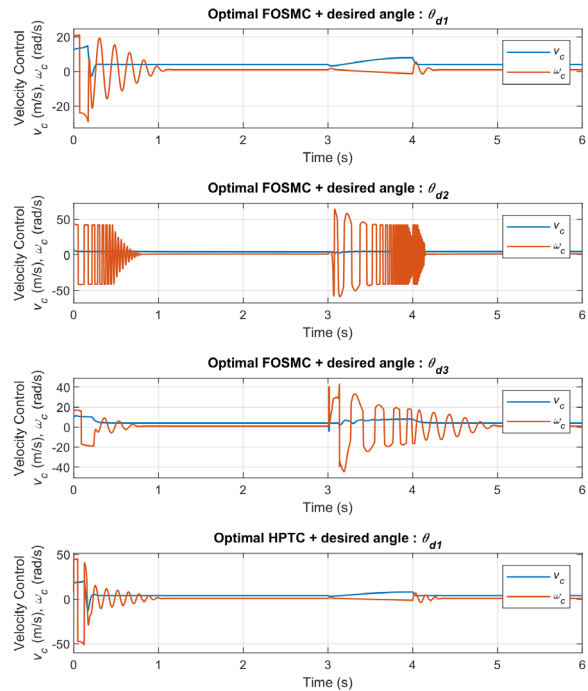 Optimal FOSMC + desired angle : θd1
Velocity Control
vc (m/s), ωc (rad/s)
20
0
-20
vc
ωc
0 1 2 3 4 5 6
Time (s)
Optimal FOSMC + desired angle : θd2
Velocity Control
vc (m/s), ωc (rad/s)
50
0
-50
vc
ωc
0 1 2 3 4 5 6
Time (s)
Optimal FOSMC + desired angle : θd3
Velocity Control
vc (m/s), ωc (rad/s)
40
20
0
-20
-40
vc
ωc
0 1 2 3 4 5 6
Time (s)
Optimal HPTC + desired angle : θd1
Velocity Control
vc (m/s), ωc (rad/s)
50
0
-50
vc
ωc
0 1 2 3 4 5 6
Time (s)